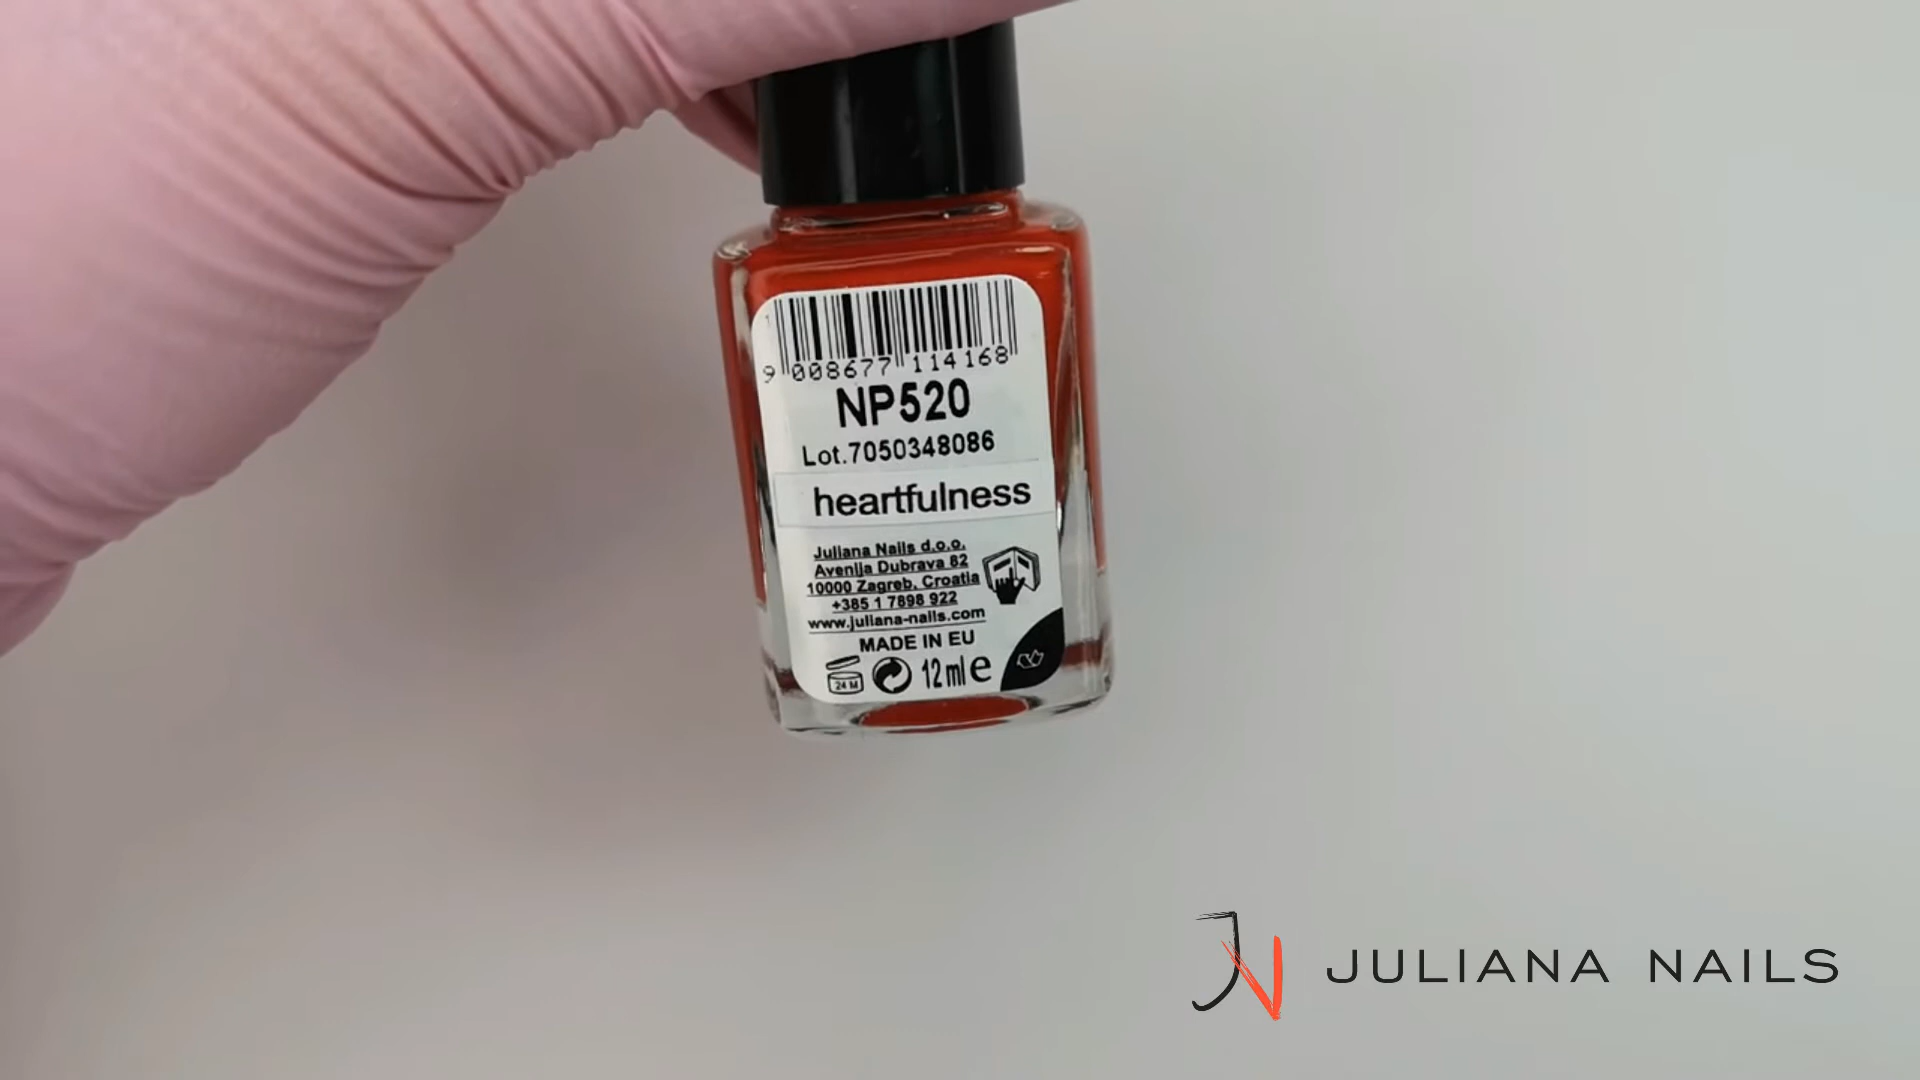 9 008677 114168
NP520
Lot.7050348086
heartfulness
Juliana Nails d.o.o.
Avenija Dubrava 82
10000 Zagreb, Croatia
+385 1 7898 922
www.juliana-nails.com
MADE IN EU
24 M
12 ml e
JN JULIANA NAILS